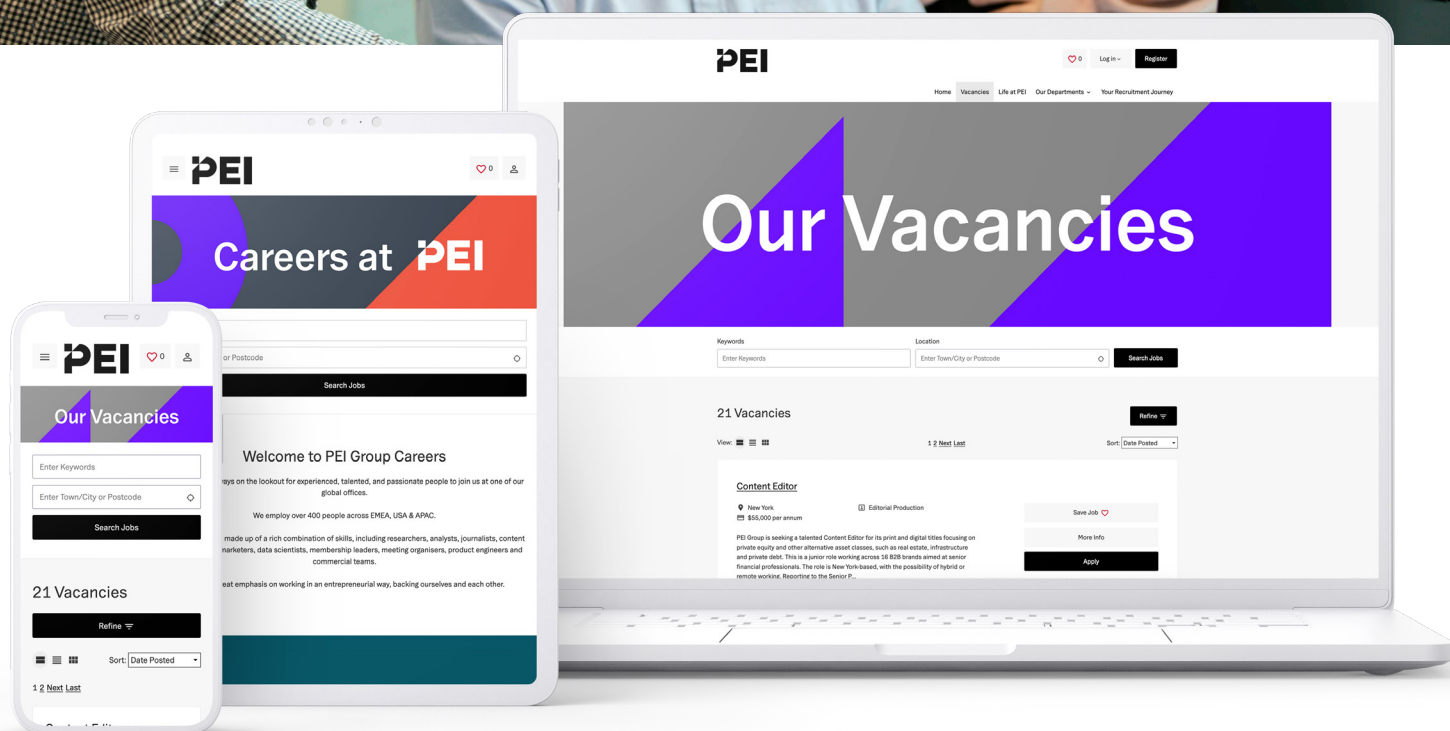 PEI
0
Log in
Register
Home Vacancies Life at PEI Our Departments Your Recruitment Journey
Our Vacancies
Keywords
Location
Enter Keywords
Enter Town/City or Postcode
Search Jobs
21 Vacancies
Refine
View:
1 2 Next Last
Sort: Date Posted
Content Editor
New York
Editorial Production
$55,000 per annum
Save Job
More Info
Apply
PEI Group is seeking a talented Content Editor for its print and digital titles focusing on
private equity and other alternative asset classes, such as real estate, infrastructure
and private debt. This is a junior role working across 16 B2B brands aimed at senior
financial professionals. The role is New York-based, with the possibility of hybrid or
remote working. Reporting to the Senior P...
PEI
0
Careers at PEI
or Postcode
Search Jobs
Welcome to PEI Group Careers
on the lookout for experienced, talented, and passionate people to join us at one of our
global offices.
We employ over 400 people across EMEA, USA & APAC.
made up of a rich combination of skills, including researchers, analysts, journalists, content
marketers, data scientists, membership leaders, meeting organisers, product engineers and
commercial teams.
emphasis on working in an entrepreneurial way, backing ourselves and each other.
PEI
0
Our Vacancies
Enter Keywords
Enter Town/City or Postcode
Search Jobs
21 Vacancies
Refine
Sort: Date Posted
1 2 Next Last